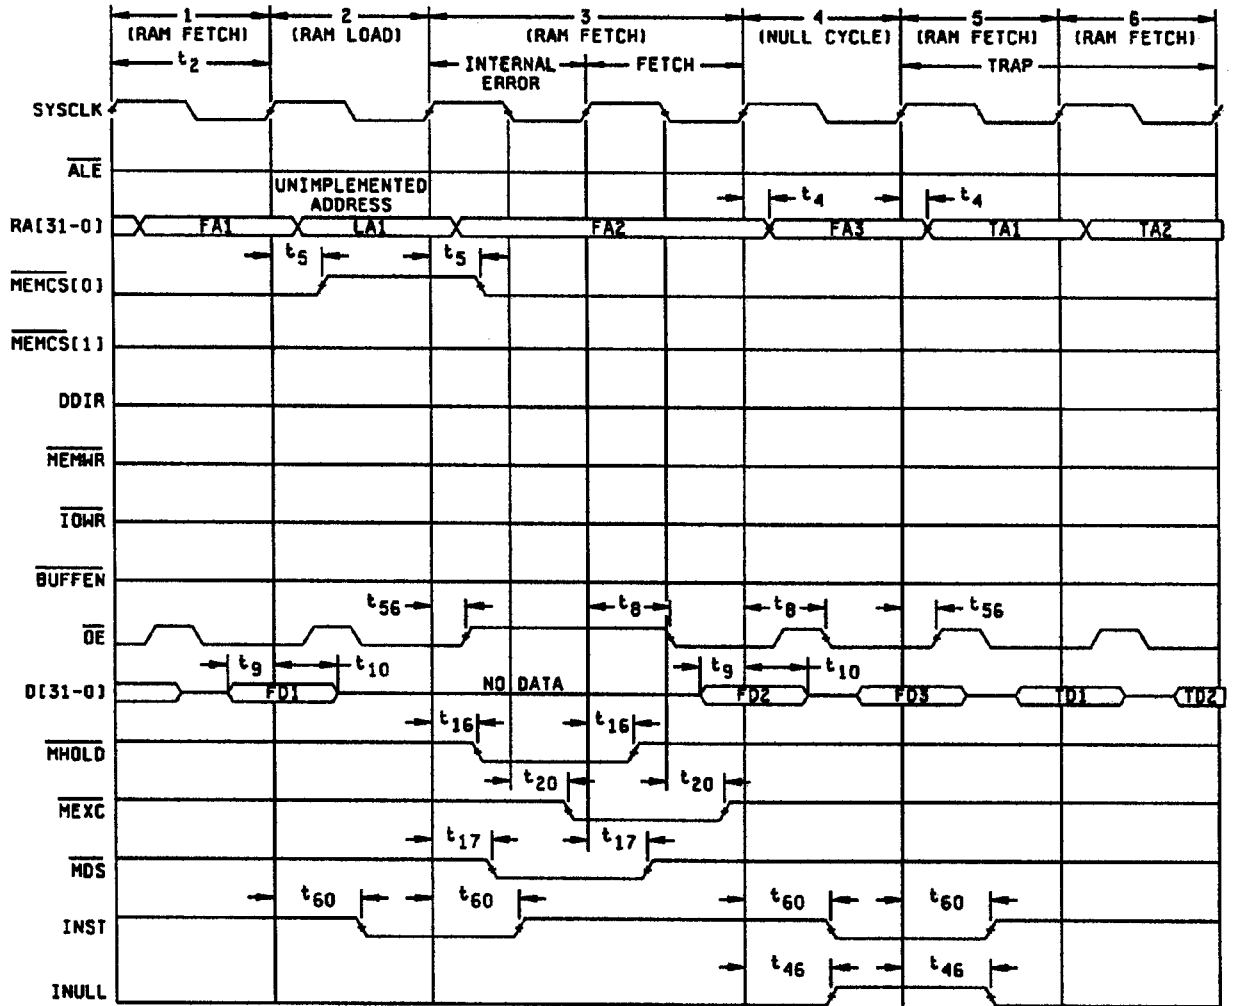 1 2 3 4 5 6
(RAM FETCH) (RAM LOAD) (RAM FETCH) (NULL CYCLE) (RAM FETCH) (RAM FETCH)
t2 INTERNAL ERROR FETCH TRAP
SYSCLK
ALE
UNIMPLEMENTED ADDRESS t4 t4
RA[31-0] FA1 LA1 FA2 FA3 TA1 TA2
t5 t5
MEMCS[0]
MEMCS[1]
DDIR
MEMWR
IOWR
BUFFEN
t56 t8 t8 t56
OE
t9 t10 t9 t10
D[31-0] FD1 NO DATA FD2 FD3 TD1 TD2
t16 t16
MHOLD
t20 t20
MEXC
t17 t17
MDS
t60 t60 t60 t60
INST
t46 t46
INULL